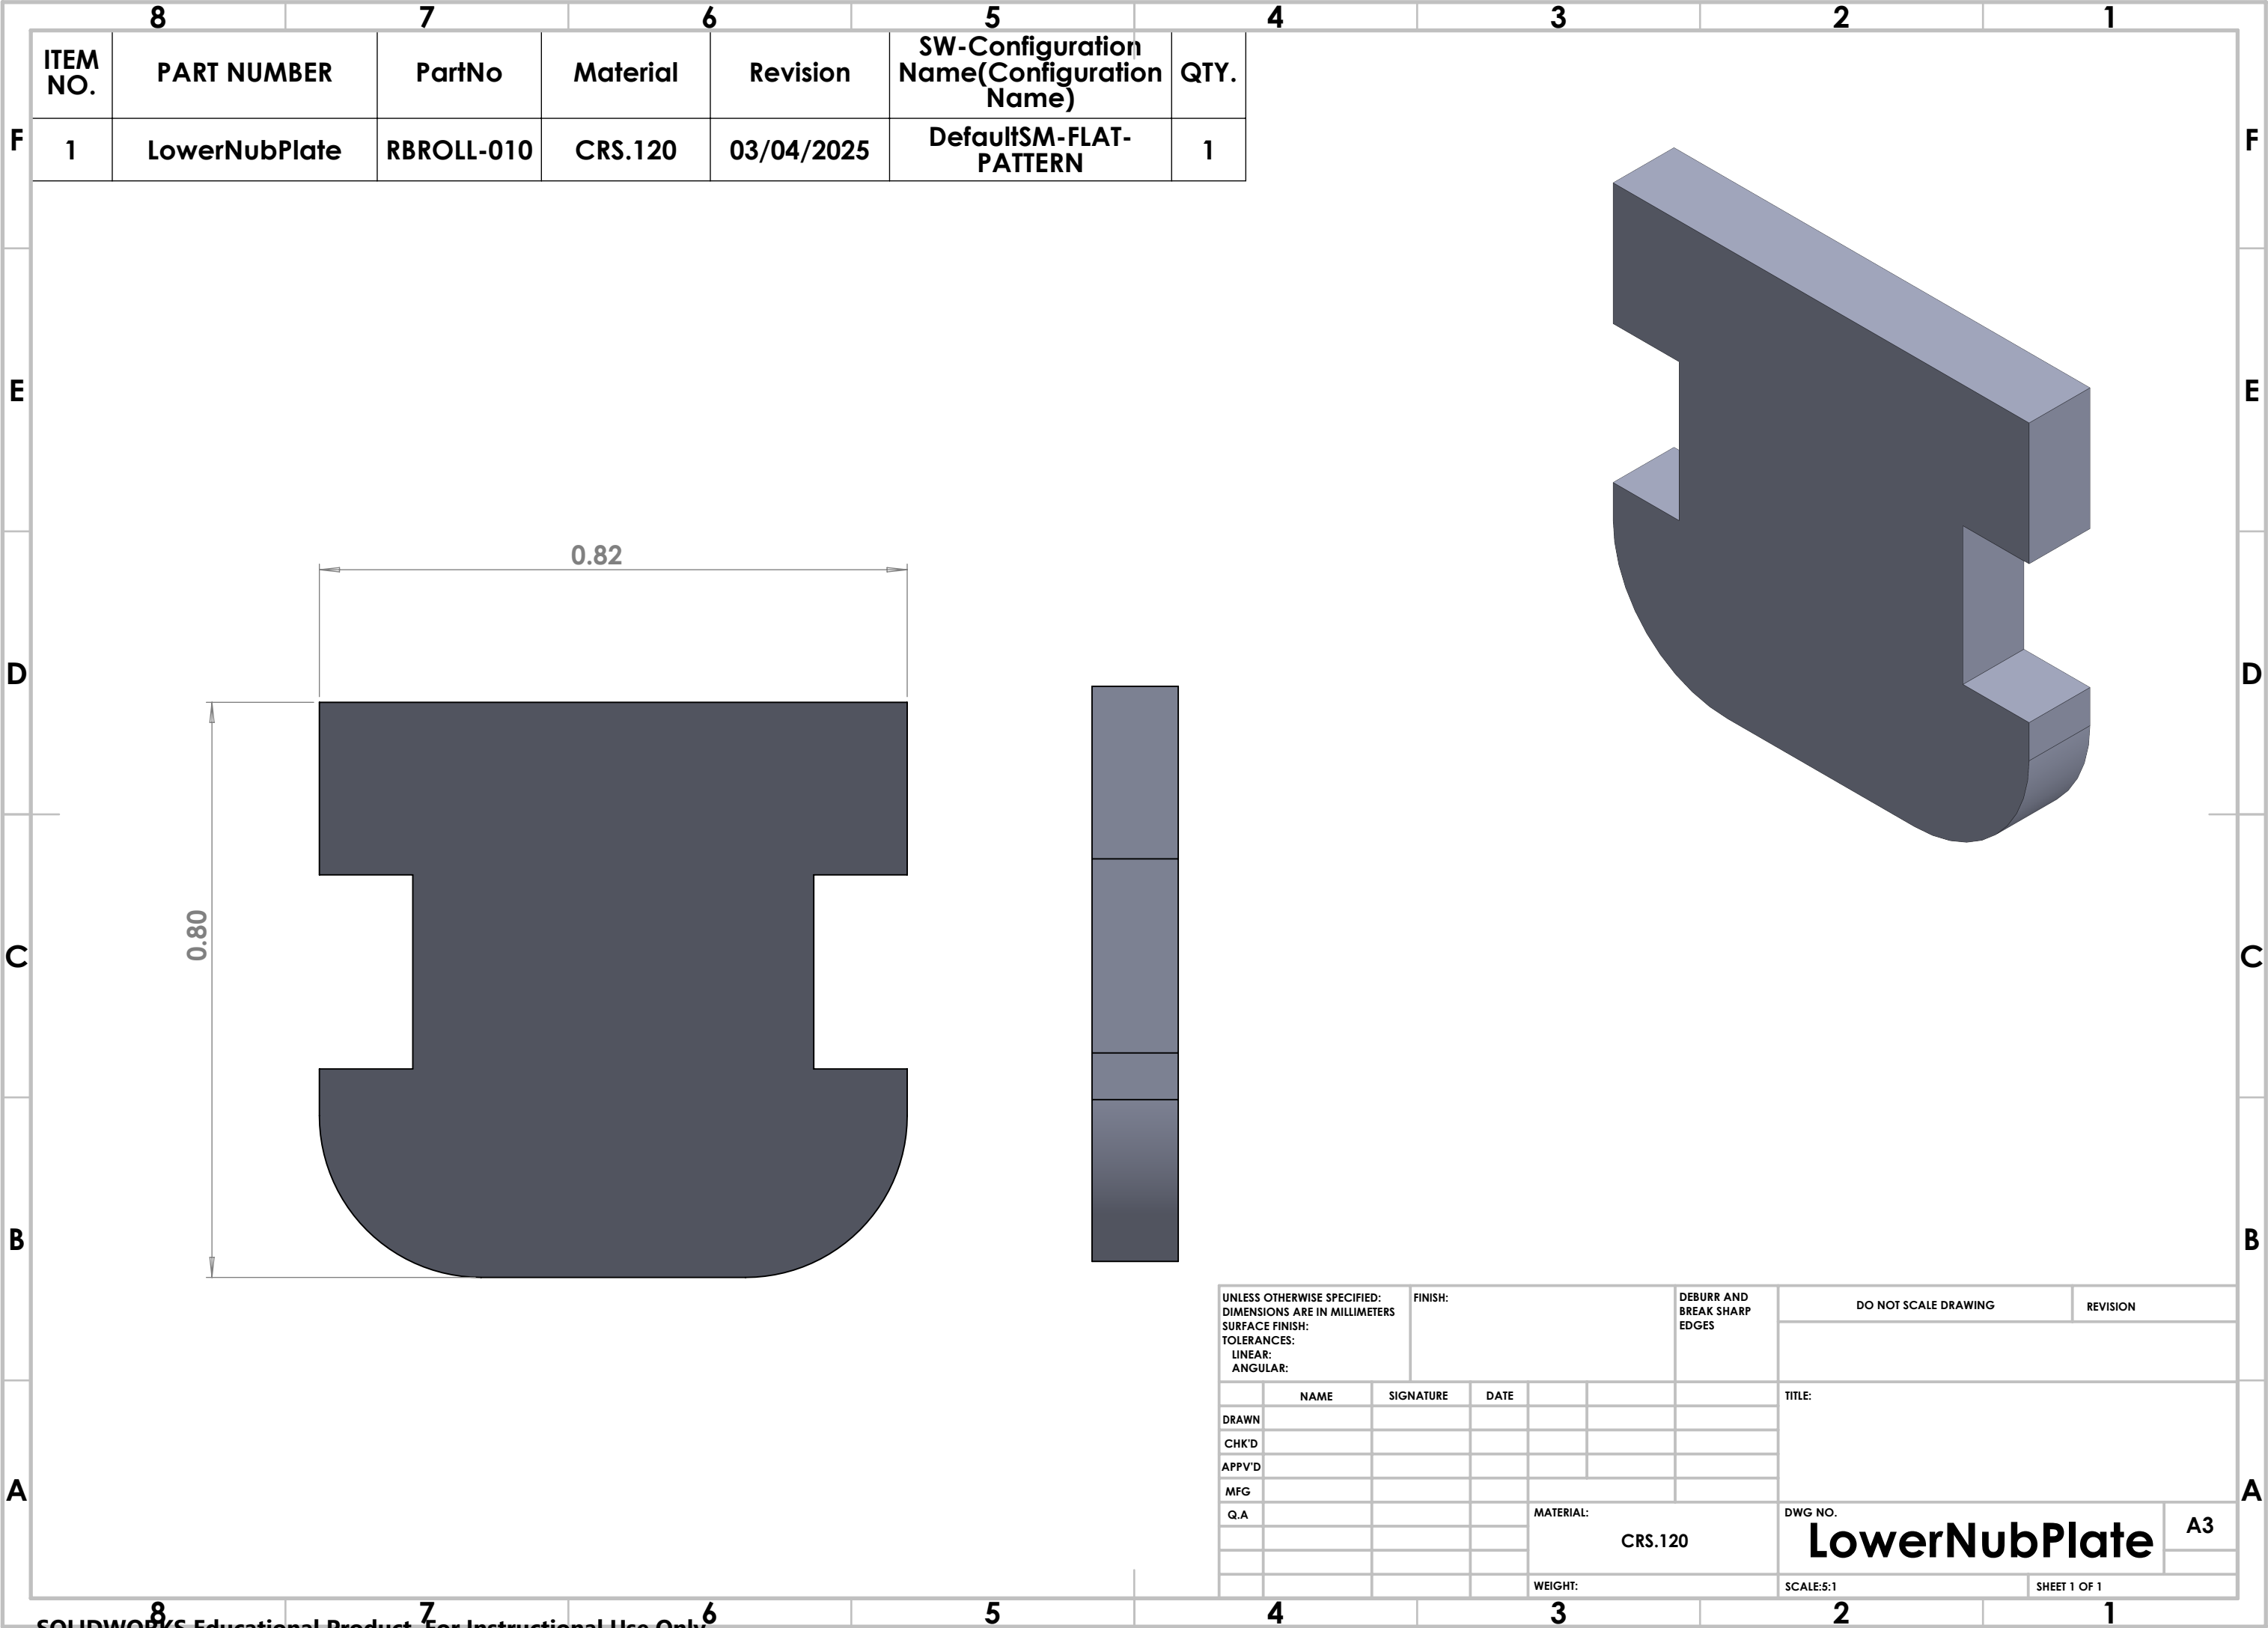 8 7 6 5 4 3 2 1
ITEM NO. PART NUMBER PartNo Material Revision SW-Configuration Name(Configuration Name) QTY.
1 LowerNubPlate RBROLL-010 CRS.120 03/04/2025 DefaultSM-FLAT-PATTERN 1
F F
E E
0.82
D D
0.80
C C
B B
UNLESS OTHERWISE SPECIFIED:
DIMENSIONS ARE IN MILLIMETERS
SURFACE FINISH:
TOLERANCES:
LINEAR:
ANGULAR:
FINISH:
DEBURR AND
BREAK SHARP
EDGES
DO NOT SCALE DRAWING
REVISION
NAME SIGNATURE DATE
TITLE:
DRAWN
CHK'D
APPV'D
MFG
Q.A
A A
MATERIAL:
CRS.120
DWG NO.
LowerNubPlate
A3
WEIGHT:
SCALE:5:1
SHEET 1 OF 1
8 7 6 5 4 3 2 1
SOLIDWORKS Educational Product. For Instructional Use Only.